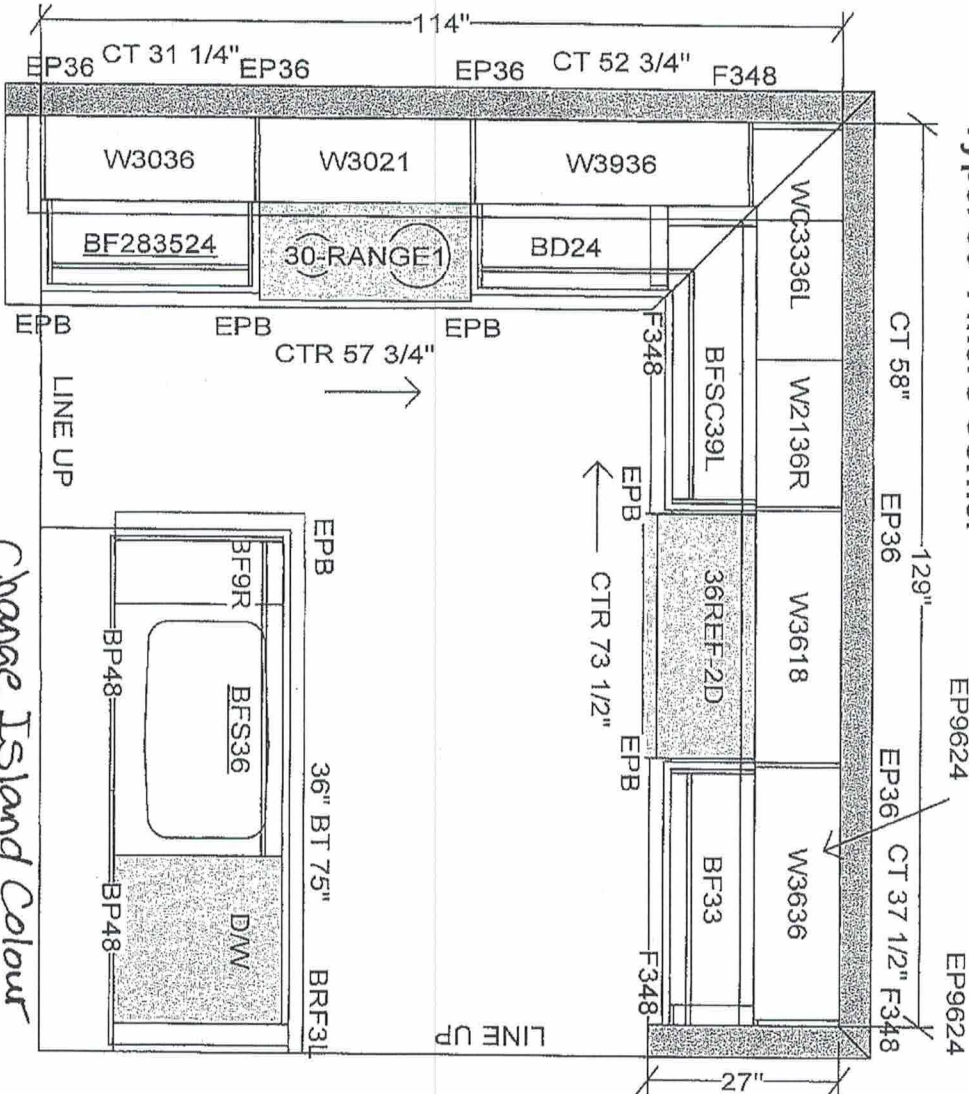 114"
CT 31 1/4"
CT 52 3/4"
EP36
EP36
EP36
F348
W3036
W3021
W3936
WC3336L
BF283524
30-RANGE1
BD24
EPB
EPB
EPB
CTR 57 3/4"
F348
BFSC39L
W2136R
CT 58"
LINE UP
EPB
EP36
129"
CTR 73 1/2"
36REF-2D
W3618
EPB
BF9R
BP48
BFS36
EPB
EP36
EP9624
36" BT 75"
BF33
W3636
CT 37 1/2"
BP48
D/W
BRF3L
F348
F348
EP9624
LINE UP
27"
Change Island Colour